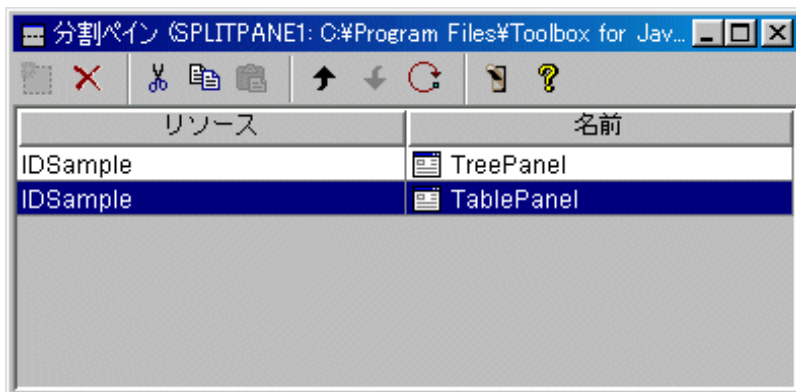 分割ペイン (SPLITPANE1: C:¥Program Files¥Toolbox for Jav...
リソース 名前
IDSample TreePanel
IDSample TablePanel